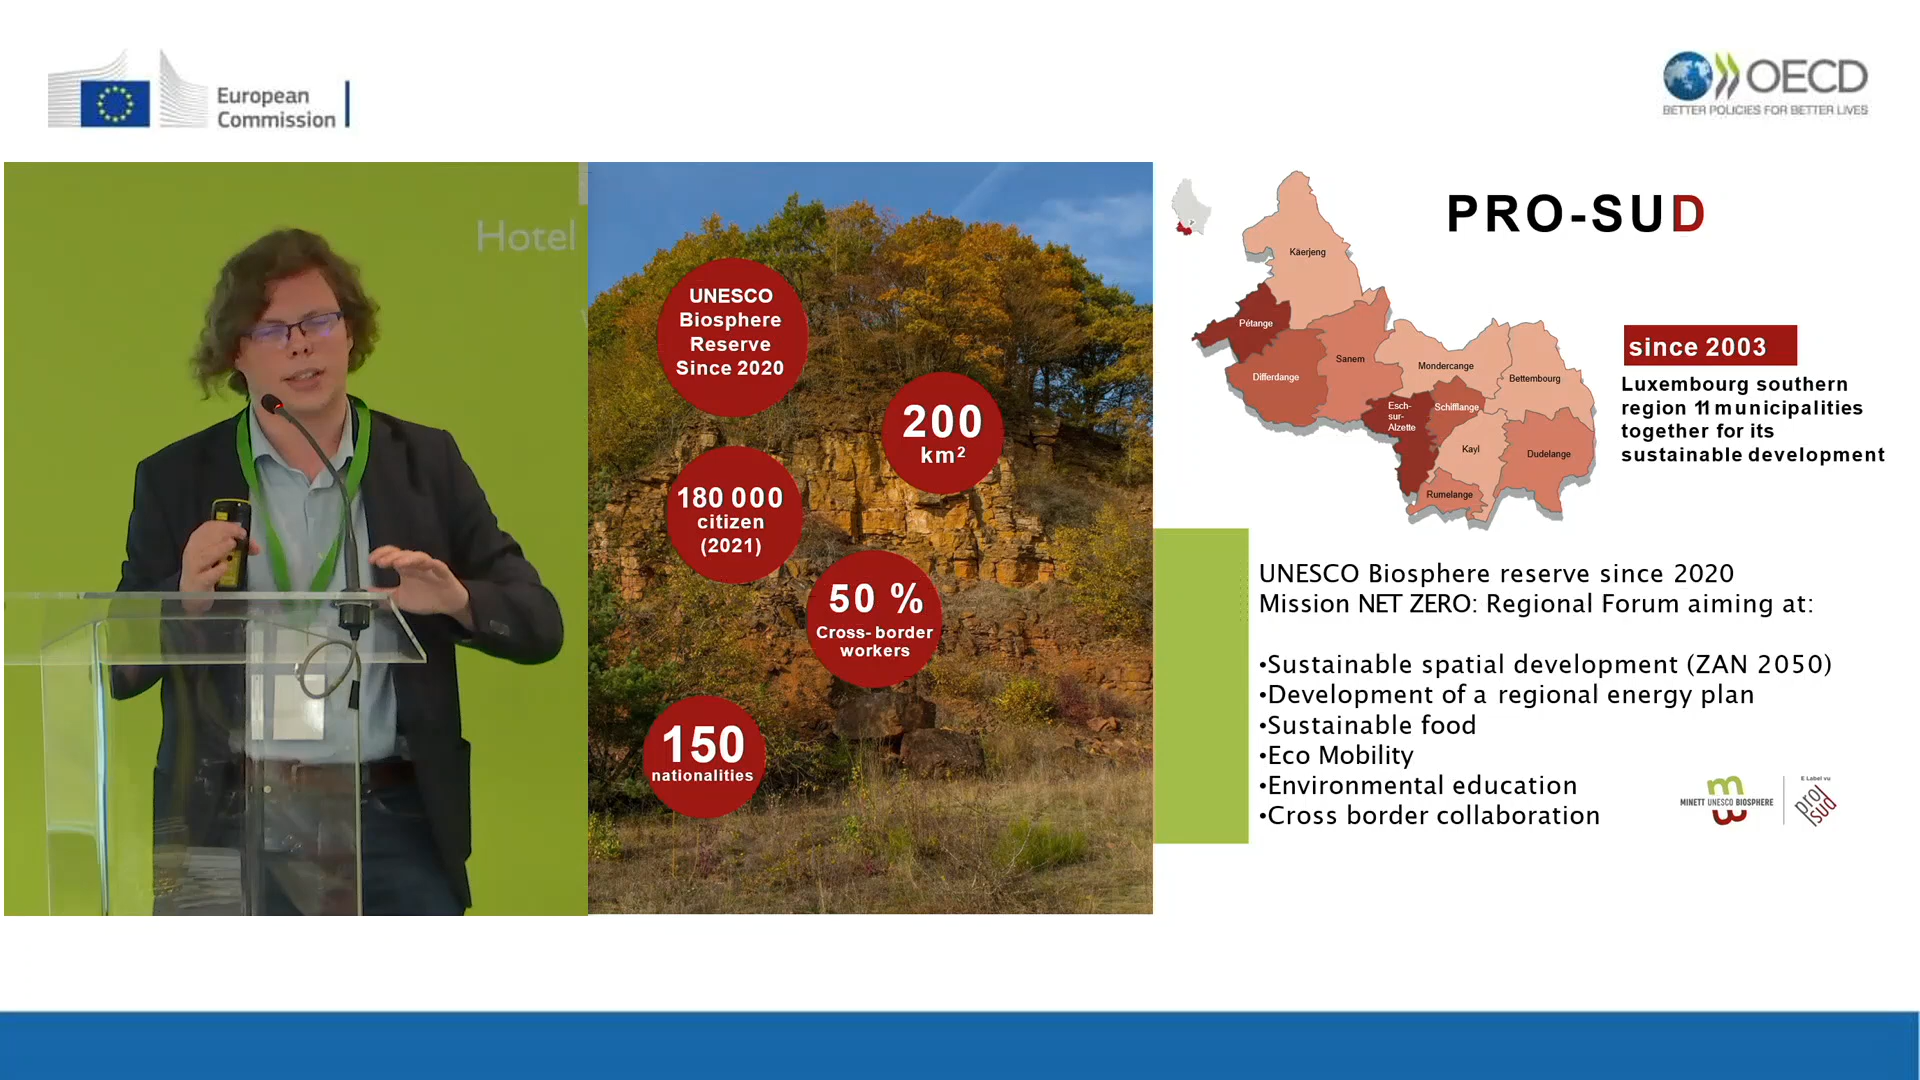 European
Commission
OECD
BETTER POLICIES FOR BETTER LIVES
Hotel
UNESCO
Biosphere
Reserve
Since 2020
200
km²
180 000
citizen
(2021)
50 %
Cross- border
workers
150
nationalities
PRO-SUD
Käerjeng
Pétange
Differdange
Sanem
Mondercange
Bettembourg
Esch-
sur-
Alzette
Schifflange
Kayl
Dudelange
Rumelange
since 2003
Luxembourg southern
region 11 municipalities
together for its
sustainable development
UNESCO Biosphere reserve since 2020
Mission NET ZERO: Regional Forum aiming at:
•Sustainable spatial development (ZAN 2050)
•Development of a regional energy plan
•Sustainable food
•Eco Mobility
•Environmental education
•Cross border collaboration
MINETT UNESCO BIOSPHERE
E Label vu
pro
sud